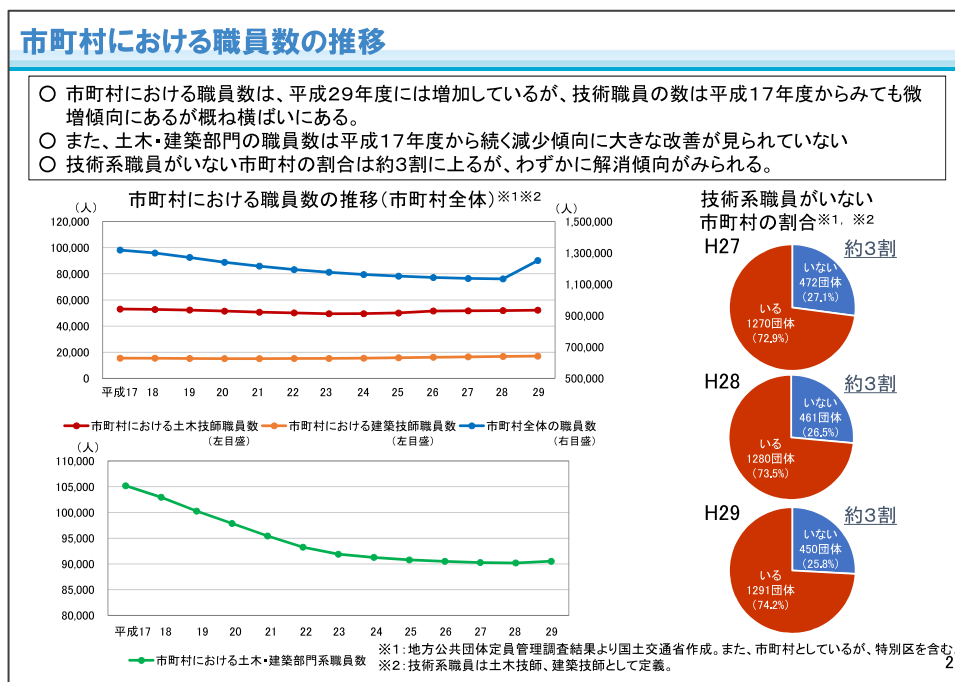 市町村における職員数の推移
○ 市町村における職員数は、平成29年度には増加しているが、技術職員の数は平成17年度からみても微
増傾向にあるが概ね横ばいにある。
○ また、土木・建築部門の職員数は平成17年度から続く減少傾向に大きな改善が見られていない
○ 技術系職員がいない市町村の割合は約3割に上るが、わずかに解消傾向がみられる。
市町村における職員数の推移(市町村全体)※1※2
(人)
(人)
120,000
100,000
80,000
60,000
40,000
20,000
0
1,500,000
1,300,000
1,100,000
900,000
700,000
500,000
平成17 18 19 20 21 22 23 24 25 26 27 28 29
市町村における土木技師職員数 市町村における建築技師職員数 市町村全体の職員数
(左目盛) (左目盛) (右目盛)
(人)
110,000
105,000
100,000
95,000
90,000
85,000
80,000
平成17 18 19 20 21 22 23 24 25 26 27 28 29
市町村における土木・建築部門系職員数
技術系職員がいない
市町村の割合※1, ※2
H27
約3割
いない
472団体
(27.1%)
いる
1270団体
(72.9%)
H28
約3割
いない
461団体
(26.5%)
いる
1280団体
(73.5%)
H29
約3割
いない
450団体
(25.8%)
いる
1291団体
(74.2%)
※1:地方公共団体定員管理調査結果より国土交通省作成。また、市町村としているが、特別区を含む。
※2:技術系職員は土木技師、建築技師として定義。
2